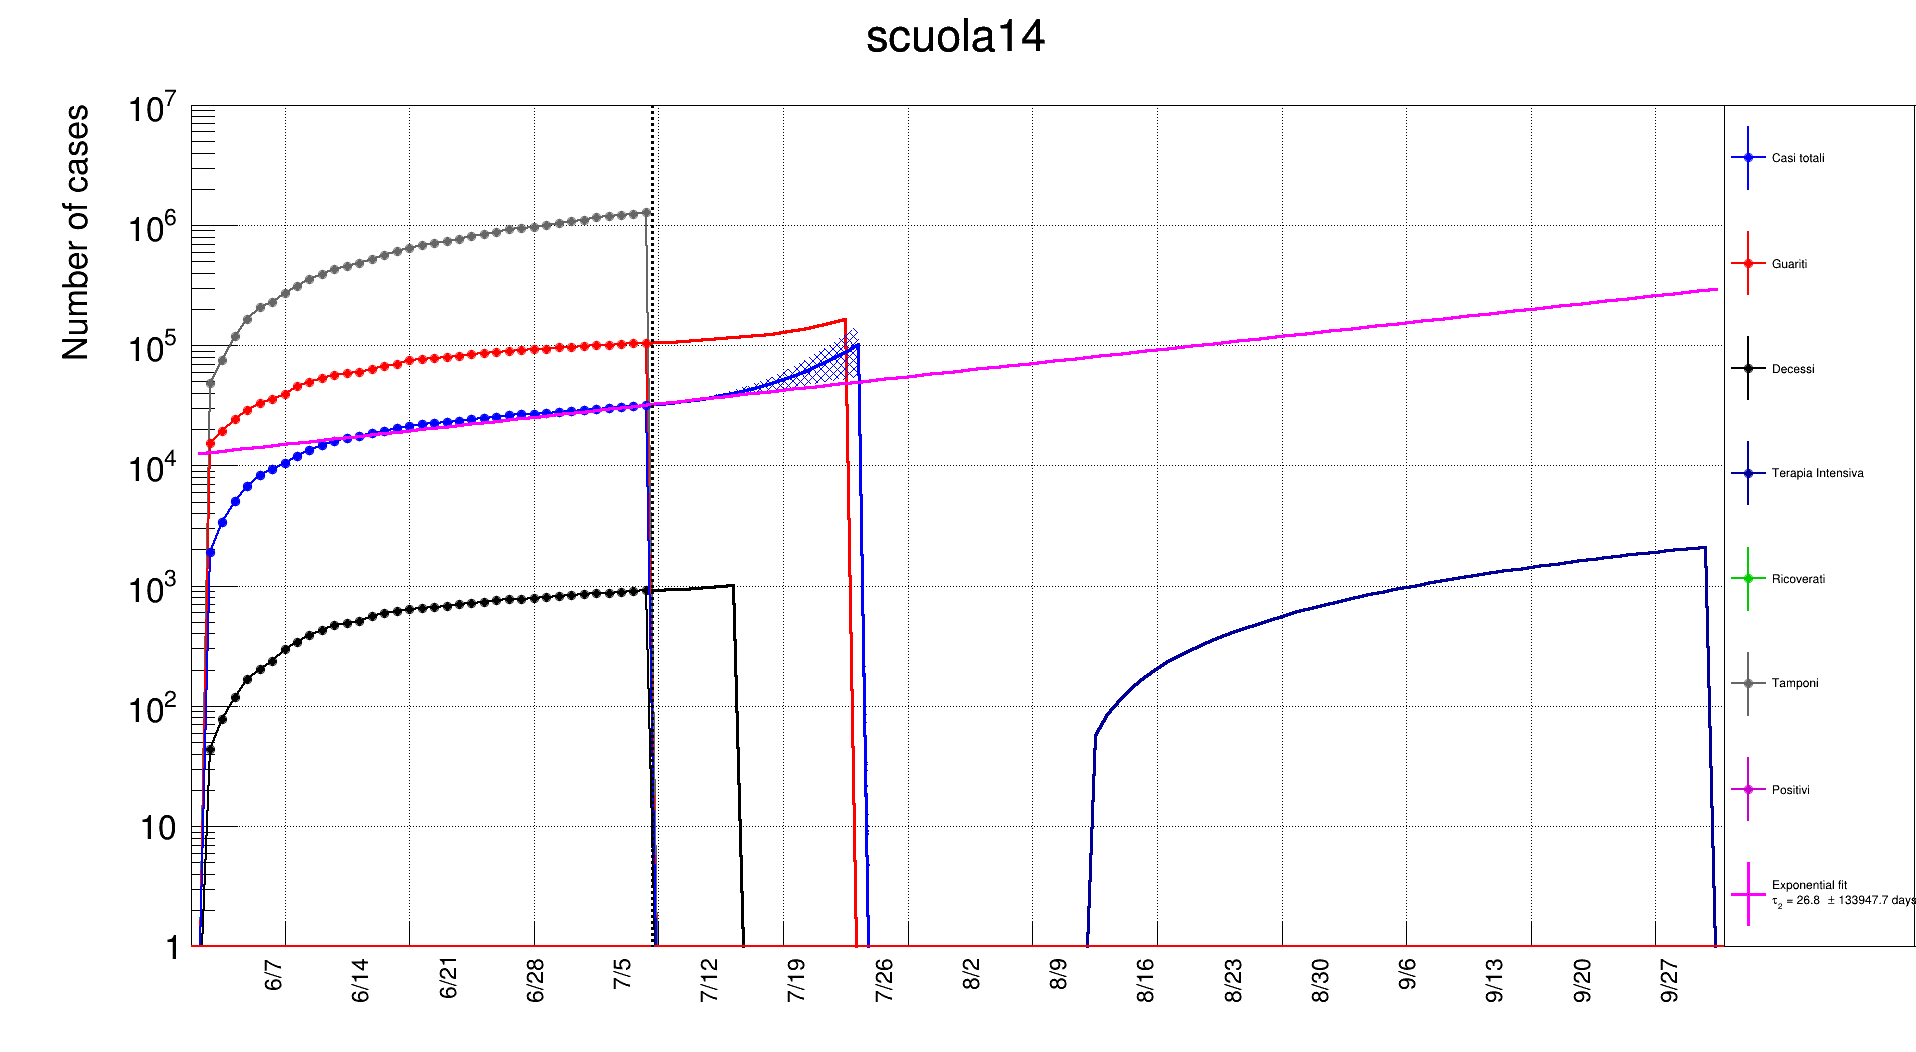 scuola14
Number of cases
10^7
10^6
10^5
10^4
10^3
10^2
10
1
6/7
6/14
6/21
6/28
7/5
7/12
7/19
7/26
8/2
8/9
8/16
8/23
8/30
9/6
9/13
9/20
9/27
Casi totali
Guariti
Decessi
Terapia Intensiva
Ricoverati
Tamponi
Positivi
Exponential fit
τ_2 = 26.8 ± 133947.7 days